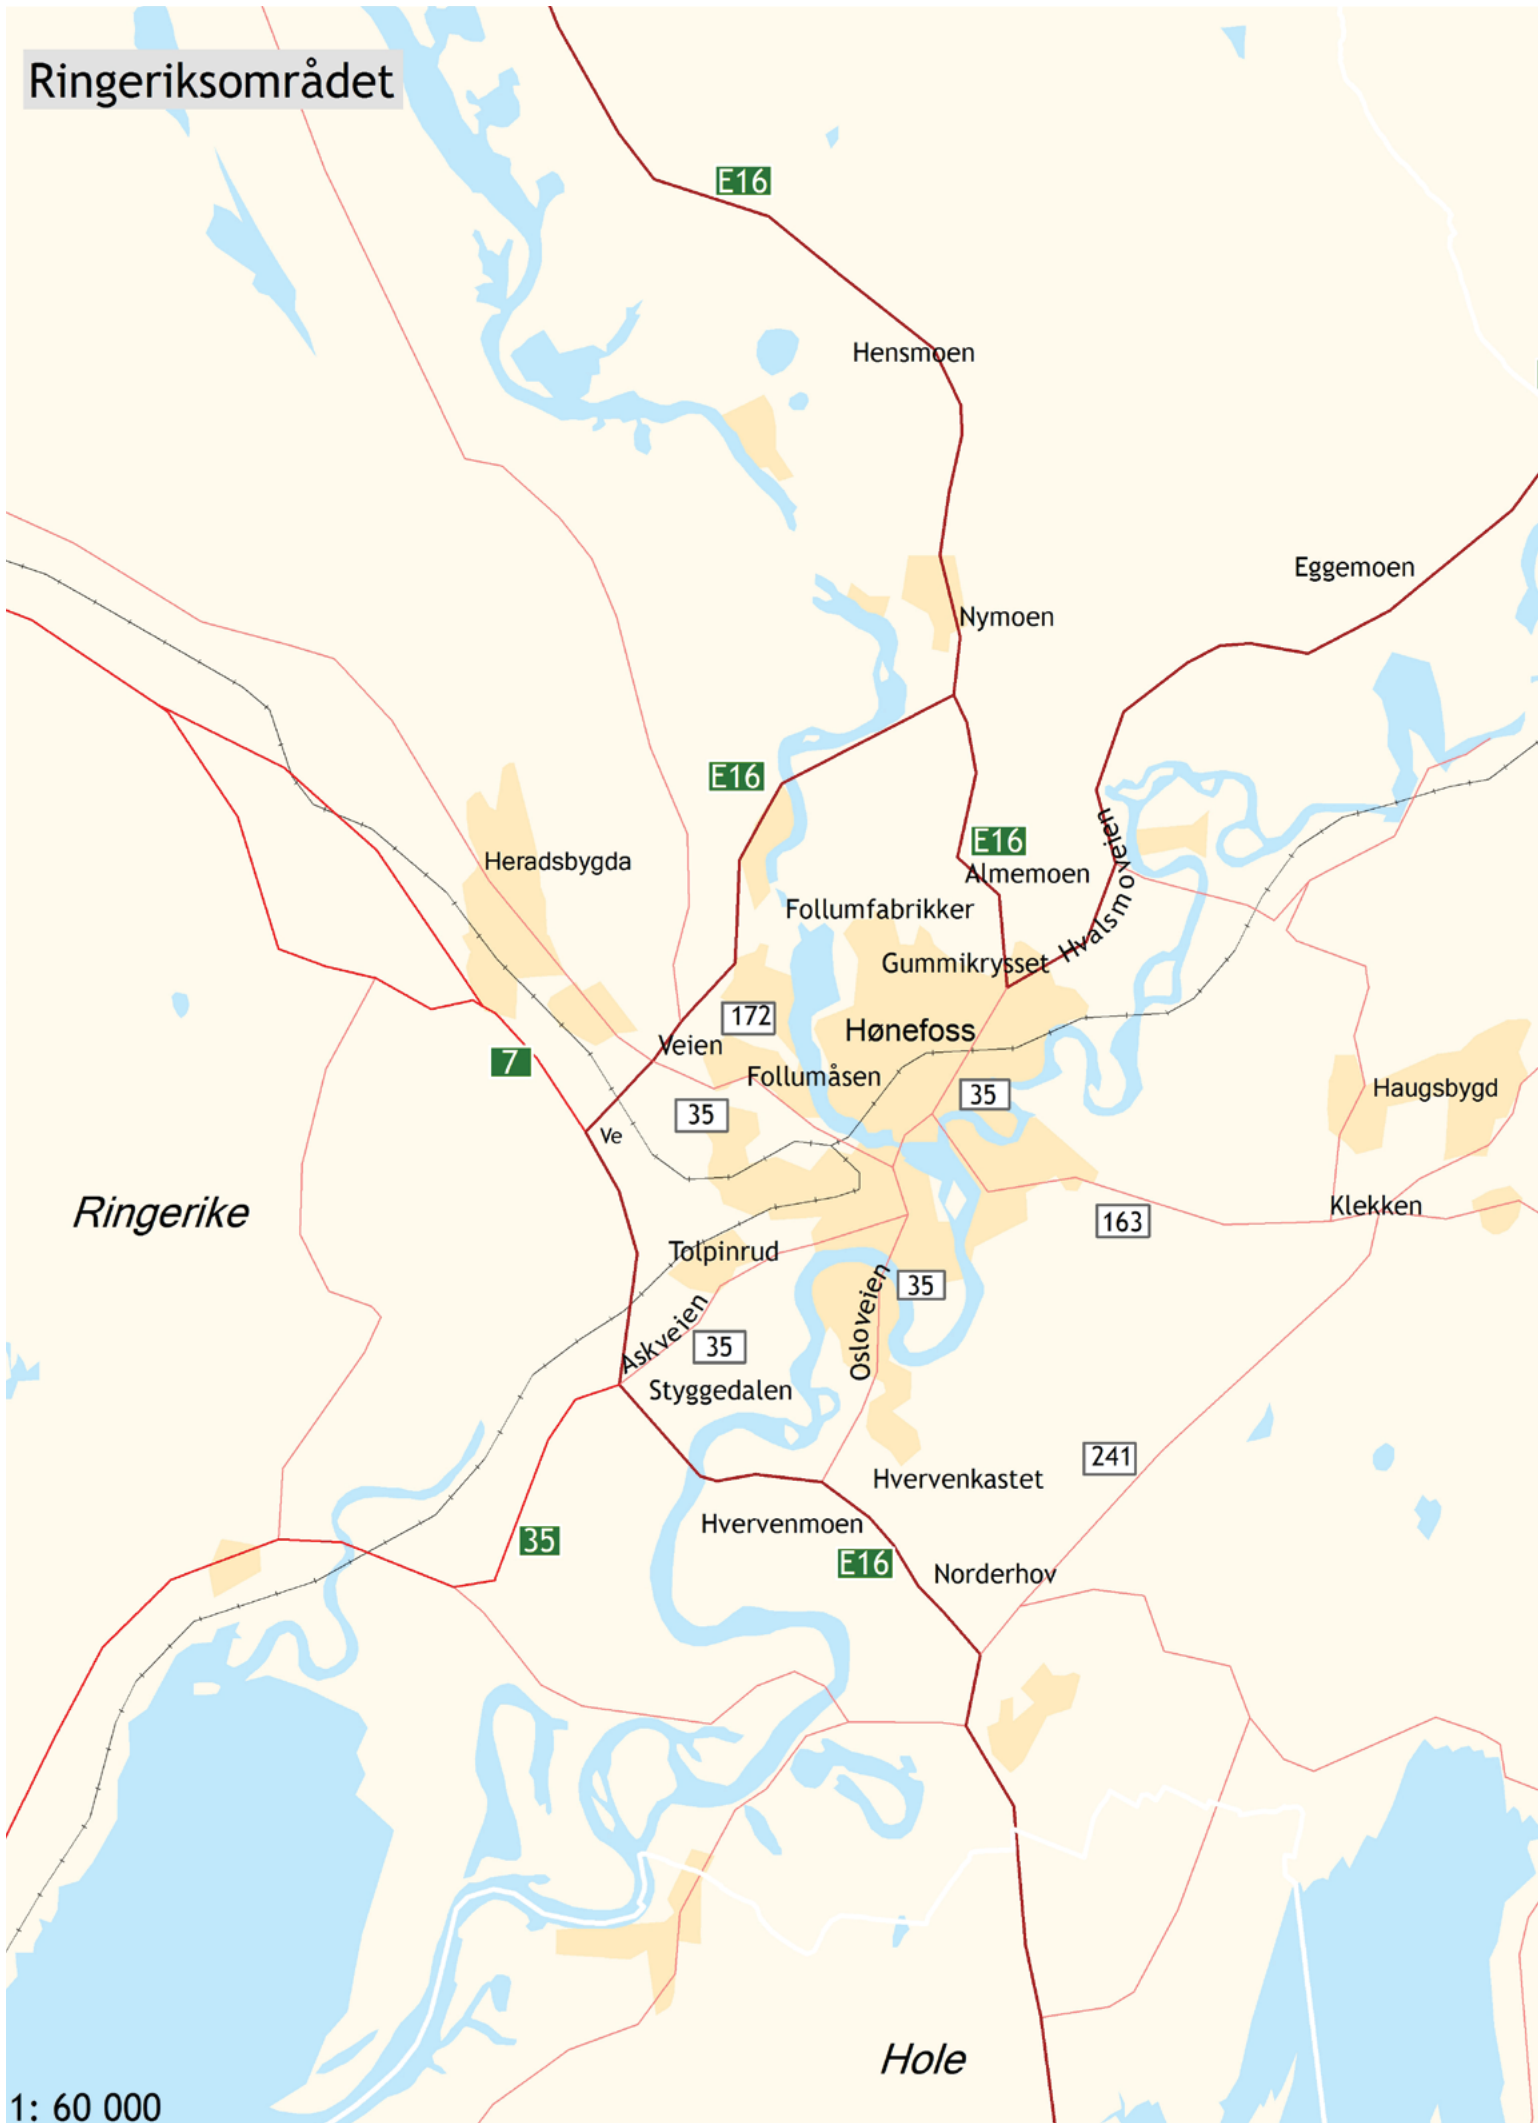 Ringeriksområdet
E16
Hensmoen
Eggemoen
Nymoen
E16
E16
Hvalsmoveien
Heradsbygda
Almemoen
Follumfabrikker
Gummikrysset
172
Hønefoss
Veien
7
Follumåsen
35
Haugsbygd
35
Ve
Ringerike
163
Klekken
Tolpinrud
35
Osloveien
Askveien
35
Styggedalen
241
Hvervenkastet
Hvervenmoen
35
E16
Norderhov
Hole
1: 60 000